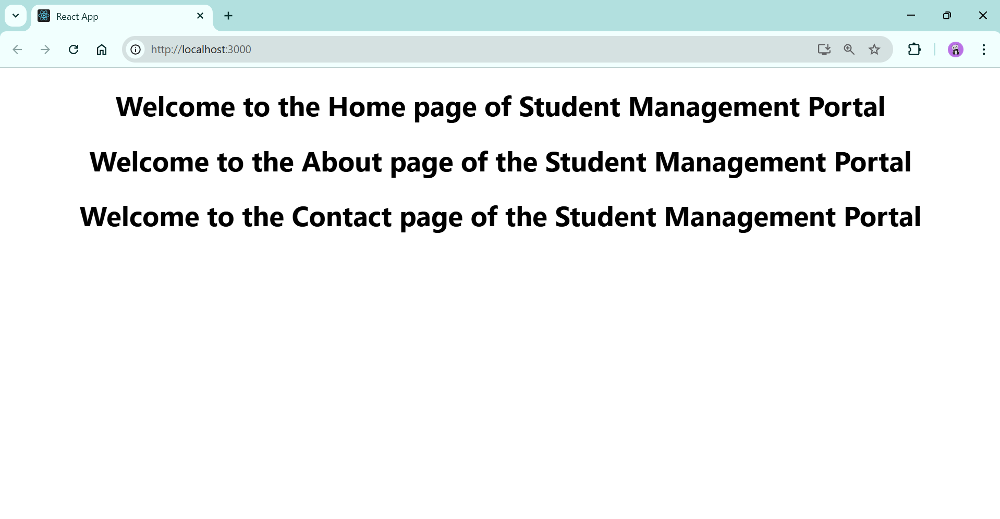 React App
http://localhost:3000
Welcome to the Home page of Student Management Portal
Welcome to the About page of the Student Management Portal
Welcome to the Contact page of the Student Management Portal